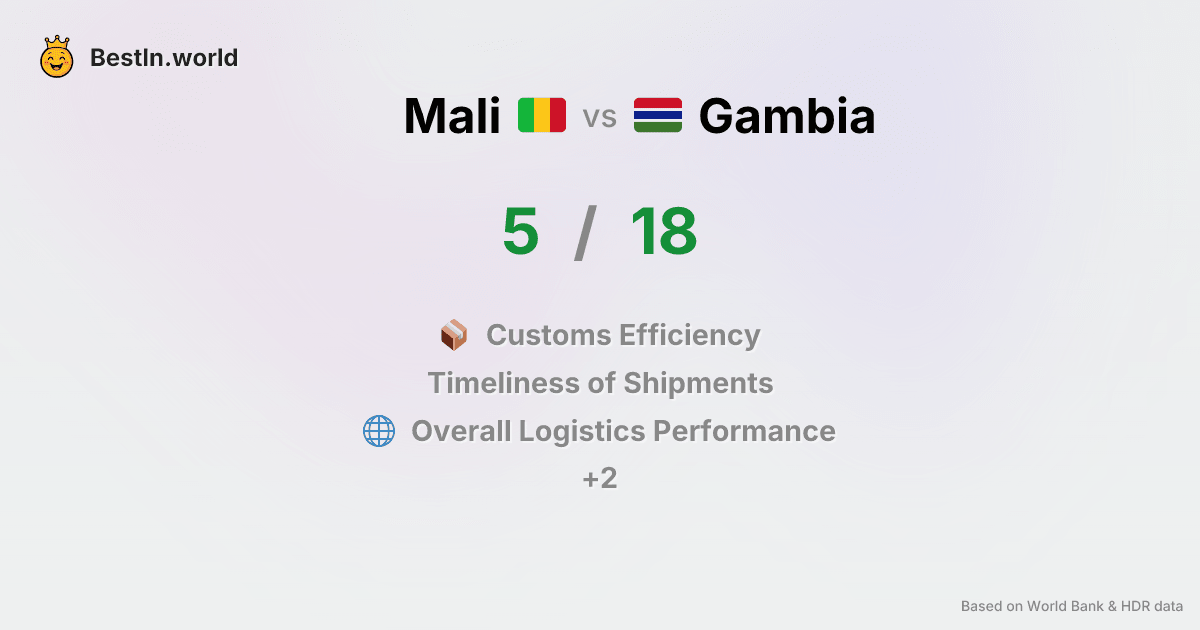 BestIn.world
Mali vs Gambia
5 / 18
Customs Efficiency
Timeliness of Shipments
Overall Logistics Performance
+2
Based on World Bank & HDR data